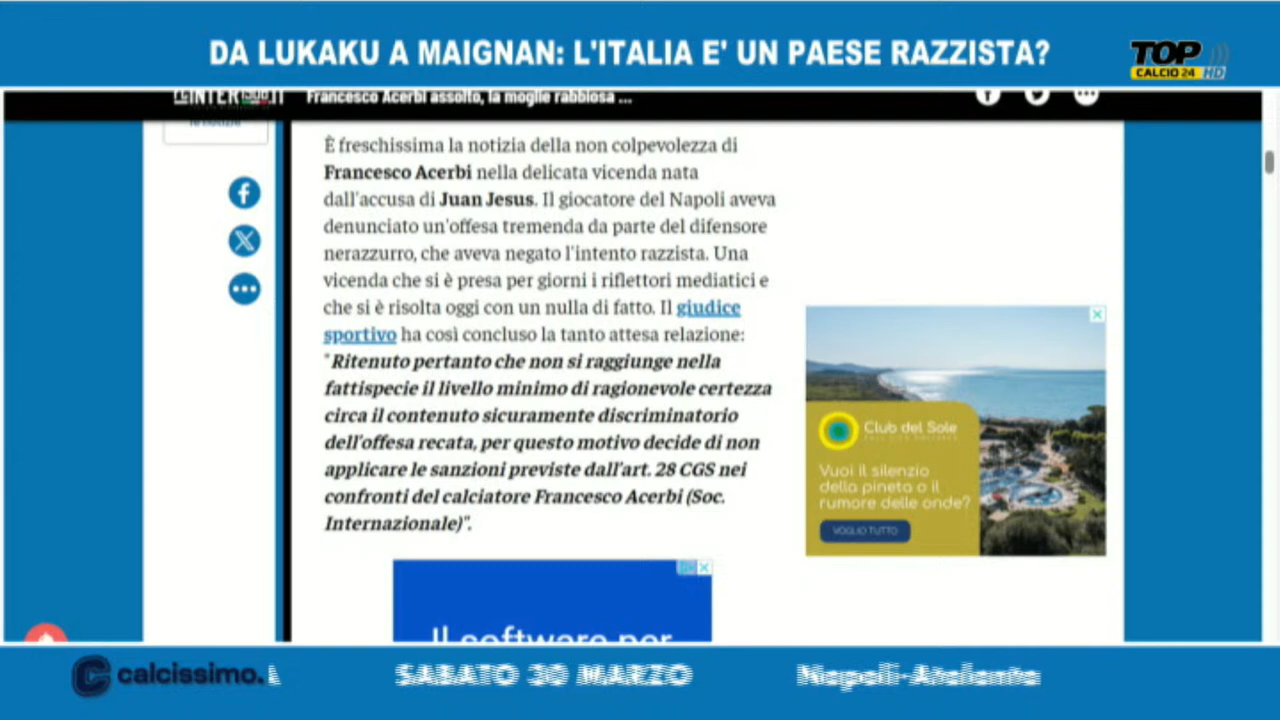 DA LUKAKU A MAIGNAN: L'ITALIA E' UN PAESE RAZZISTA?
TOP
CALCIO 24 HD
Francesco Acerbi assolto, la moglie rabbiosa ...
le notizie
È freschissima la notizia della non colpevolezza di
Francesco Acerbi nella delicata vicenda nata
dall'accusa di Juan Jesus. Il giocatore del Napoli aveva
denunciato un'offesa tremenda da parte del difensore
nerazzurro, che aveva negato l'intento razzista. Una
vicenda che si è presa per giorni i riflettori mediatici e
che si è risolta oggi con un nulla di fatto. Il giudice
sportivo ha così concluso la tanto attesa relazione:
"Ritenuto pertanto che non si raggiunge nella
fattispecie il livello minimo di ragionevole certezza
circa il contenuto sicuramente discriminatorio
dell'offesa recata, per questo motivo decide di non
applicare le sanzioni previste dall'art. 28 CGS nei
confronti del calciatore Francesco Acerbi (Soc.
Internazionale)".
Club del Sole
Vuoi il silenzio
della pineta o il
rumore delle onde?
VOGLIO TUTTO
Il software per
calcissimo.
SABATO 30 MARZO
Napoli-Atalanta